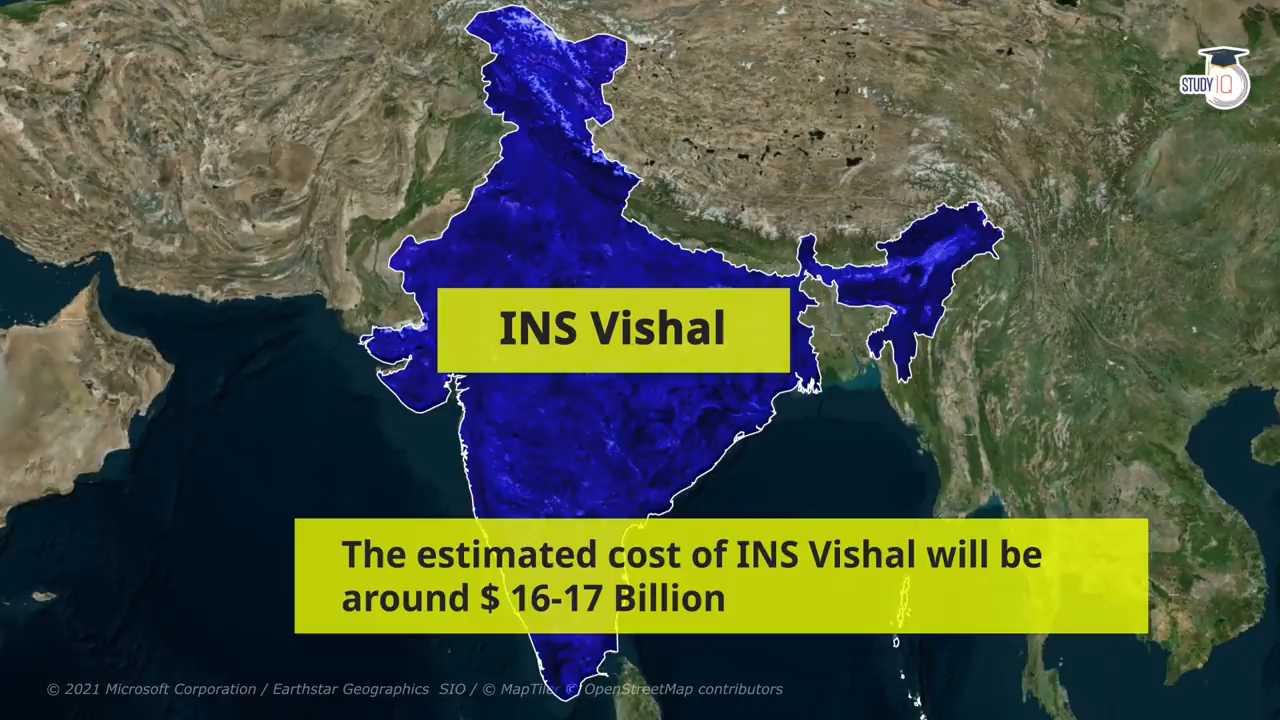 STUDY IQ
INS Vishal
The estimated cost of INS Vishal will be
around $ 16-17 Billion
© 2021 Microsoft Corporation / Earthstar Geographics SIO / © MapTiler © OpenStreetMap contributors